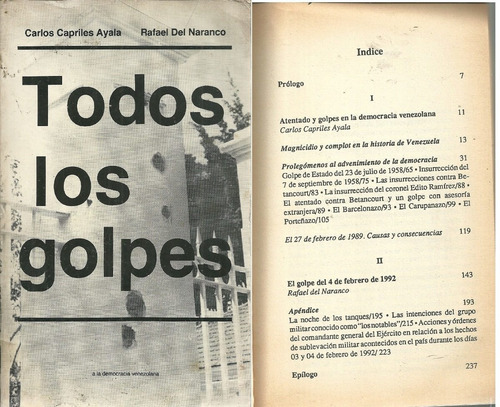 Carlos Capriles Ayala Rafael Del Naranco
Todos
los
golpes
a la democracia venezolana
Indice
Prólogo 7
I
Atentado y golpes en la democracia venezolana 11
Carlos Capriles Ayala
Magnicidio y complot en la historia de Venezuela 13
Prolegómenos al advenimiento de la democracia 31
Golpe de Estado del 23 de julio de 1958/65 • Insurrección del
7 de septiembre de 1958/75 • Las insurrecciones contra Be-
tancourt/83 • La insurrección del coronel Edito Ramírez/88 •
El atentado contra Betancourt y un golpe con asesoría
extranjera/89 • El Barcelonazo/93 • El Carupanazo/99 • El
Porteñazo/105
El 27 de febrero de 1989. Causas y consecuencias 119
II
El golpe del 4 de febrero de 1992 143
Rafael del Naranco
Apéndice 193
La noche de los tanques/195 • Las intenciones del grupo
militar conocido como "los notables"/215 • Acciones y órdenes
del comandante general del Ejército en relación a los hechos
de sublevación militar acontecidos en el país durante los días
03 y 04 de febrero de 1992/ 223
Epílogo 237